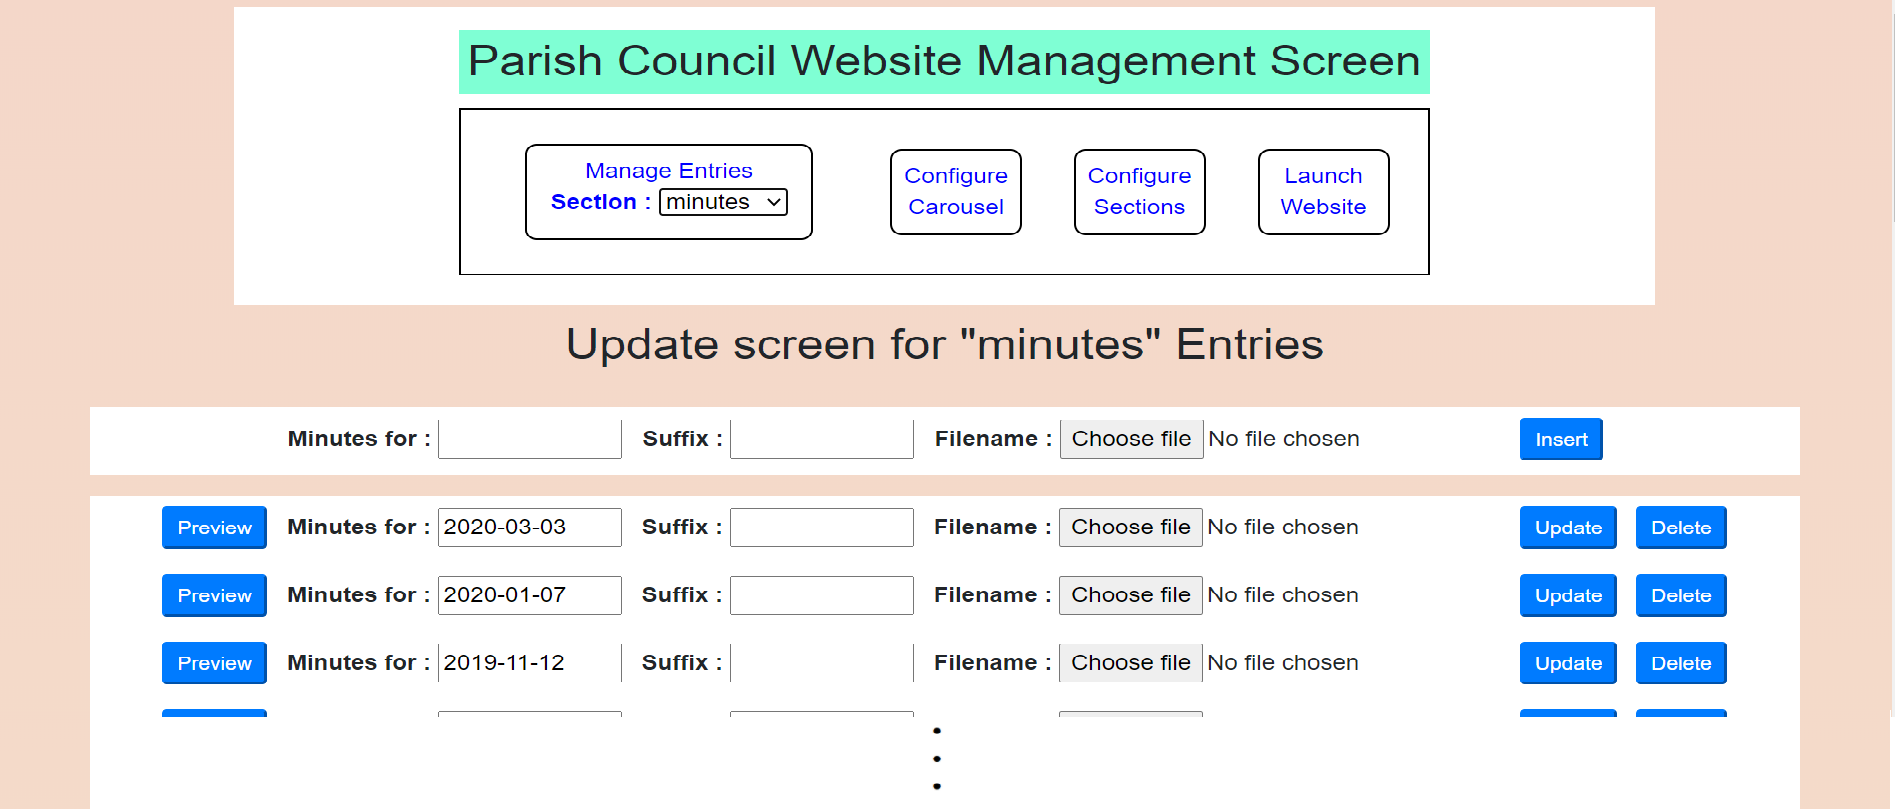 Parish Council Website Management Screen
Manage Entries
Section : minutes
Configure
Carousel
Configure
Sections
Launch
Website
Update screen for "minutes" Entries
Minutes for : Suffix : Filename : Choose file No file chosen Insert
Preview Minutes for : 2020-03-03 Suffix : Filename : Choose file No file chosen Update Delete
Preview Minutes for : 2020-01-07 Suffix : Filename : Choose file No file chosen Update Delete
Preview Minutes for : 2019-11-12 Suffix : Filename : Choose file No file chosen Update Delete